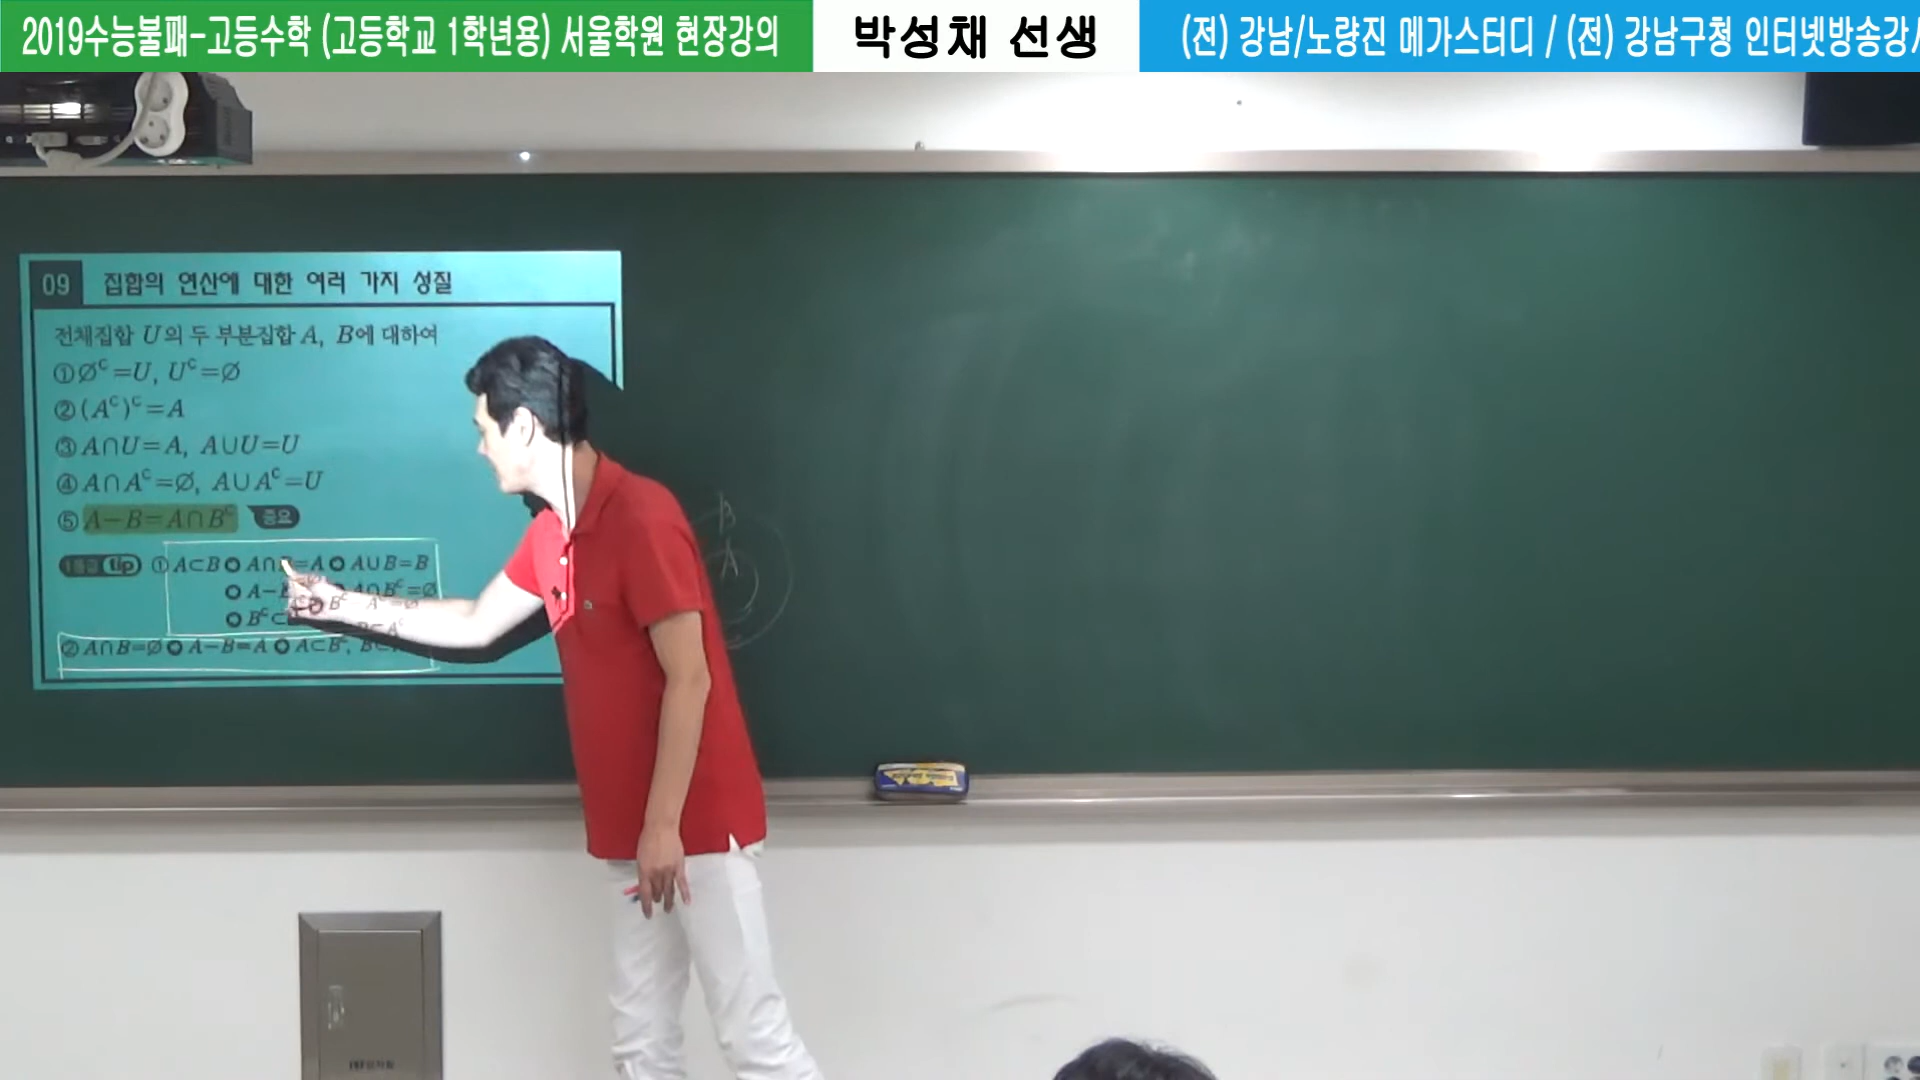 2019수능불패-고등수학 (고등학교 1학년용) 서울학원 현장강의
박성채 선생
(전) 강남/노량진 메가스터디 / (전) 강남구청 인터넷방송강사
09 집합의 연산에 대한 여러 가지 성질
전체집합 U의 두 부분집합 A, B에 대하여
①∅ᶜ=U, Uᶜ=∅
②(Aᶜ)ᶜ=A
③A∩U=A, A∪U=U
④A∩Aᶜ=∅, A∪Aᶜ=U
⑤A-B=A∩Bᶜ 중요
tip ①A⊂B A∩B=A A∪B=B
A-B A∩Bᶜ=∅
Bᶜ⊂
②A∩B=∅ A-B=A A⊂Bᶜ,
B
A